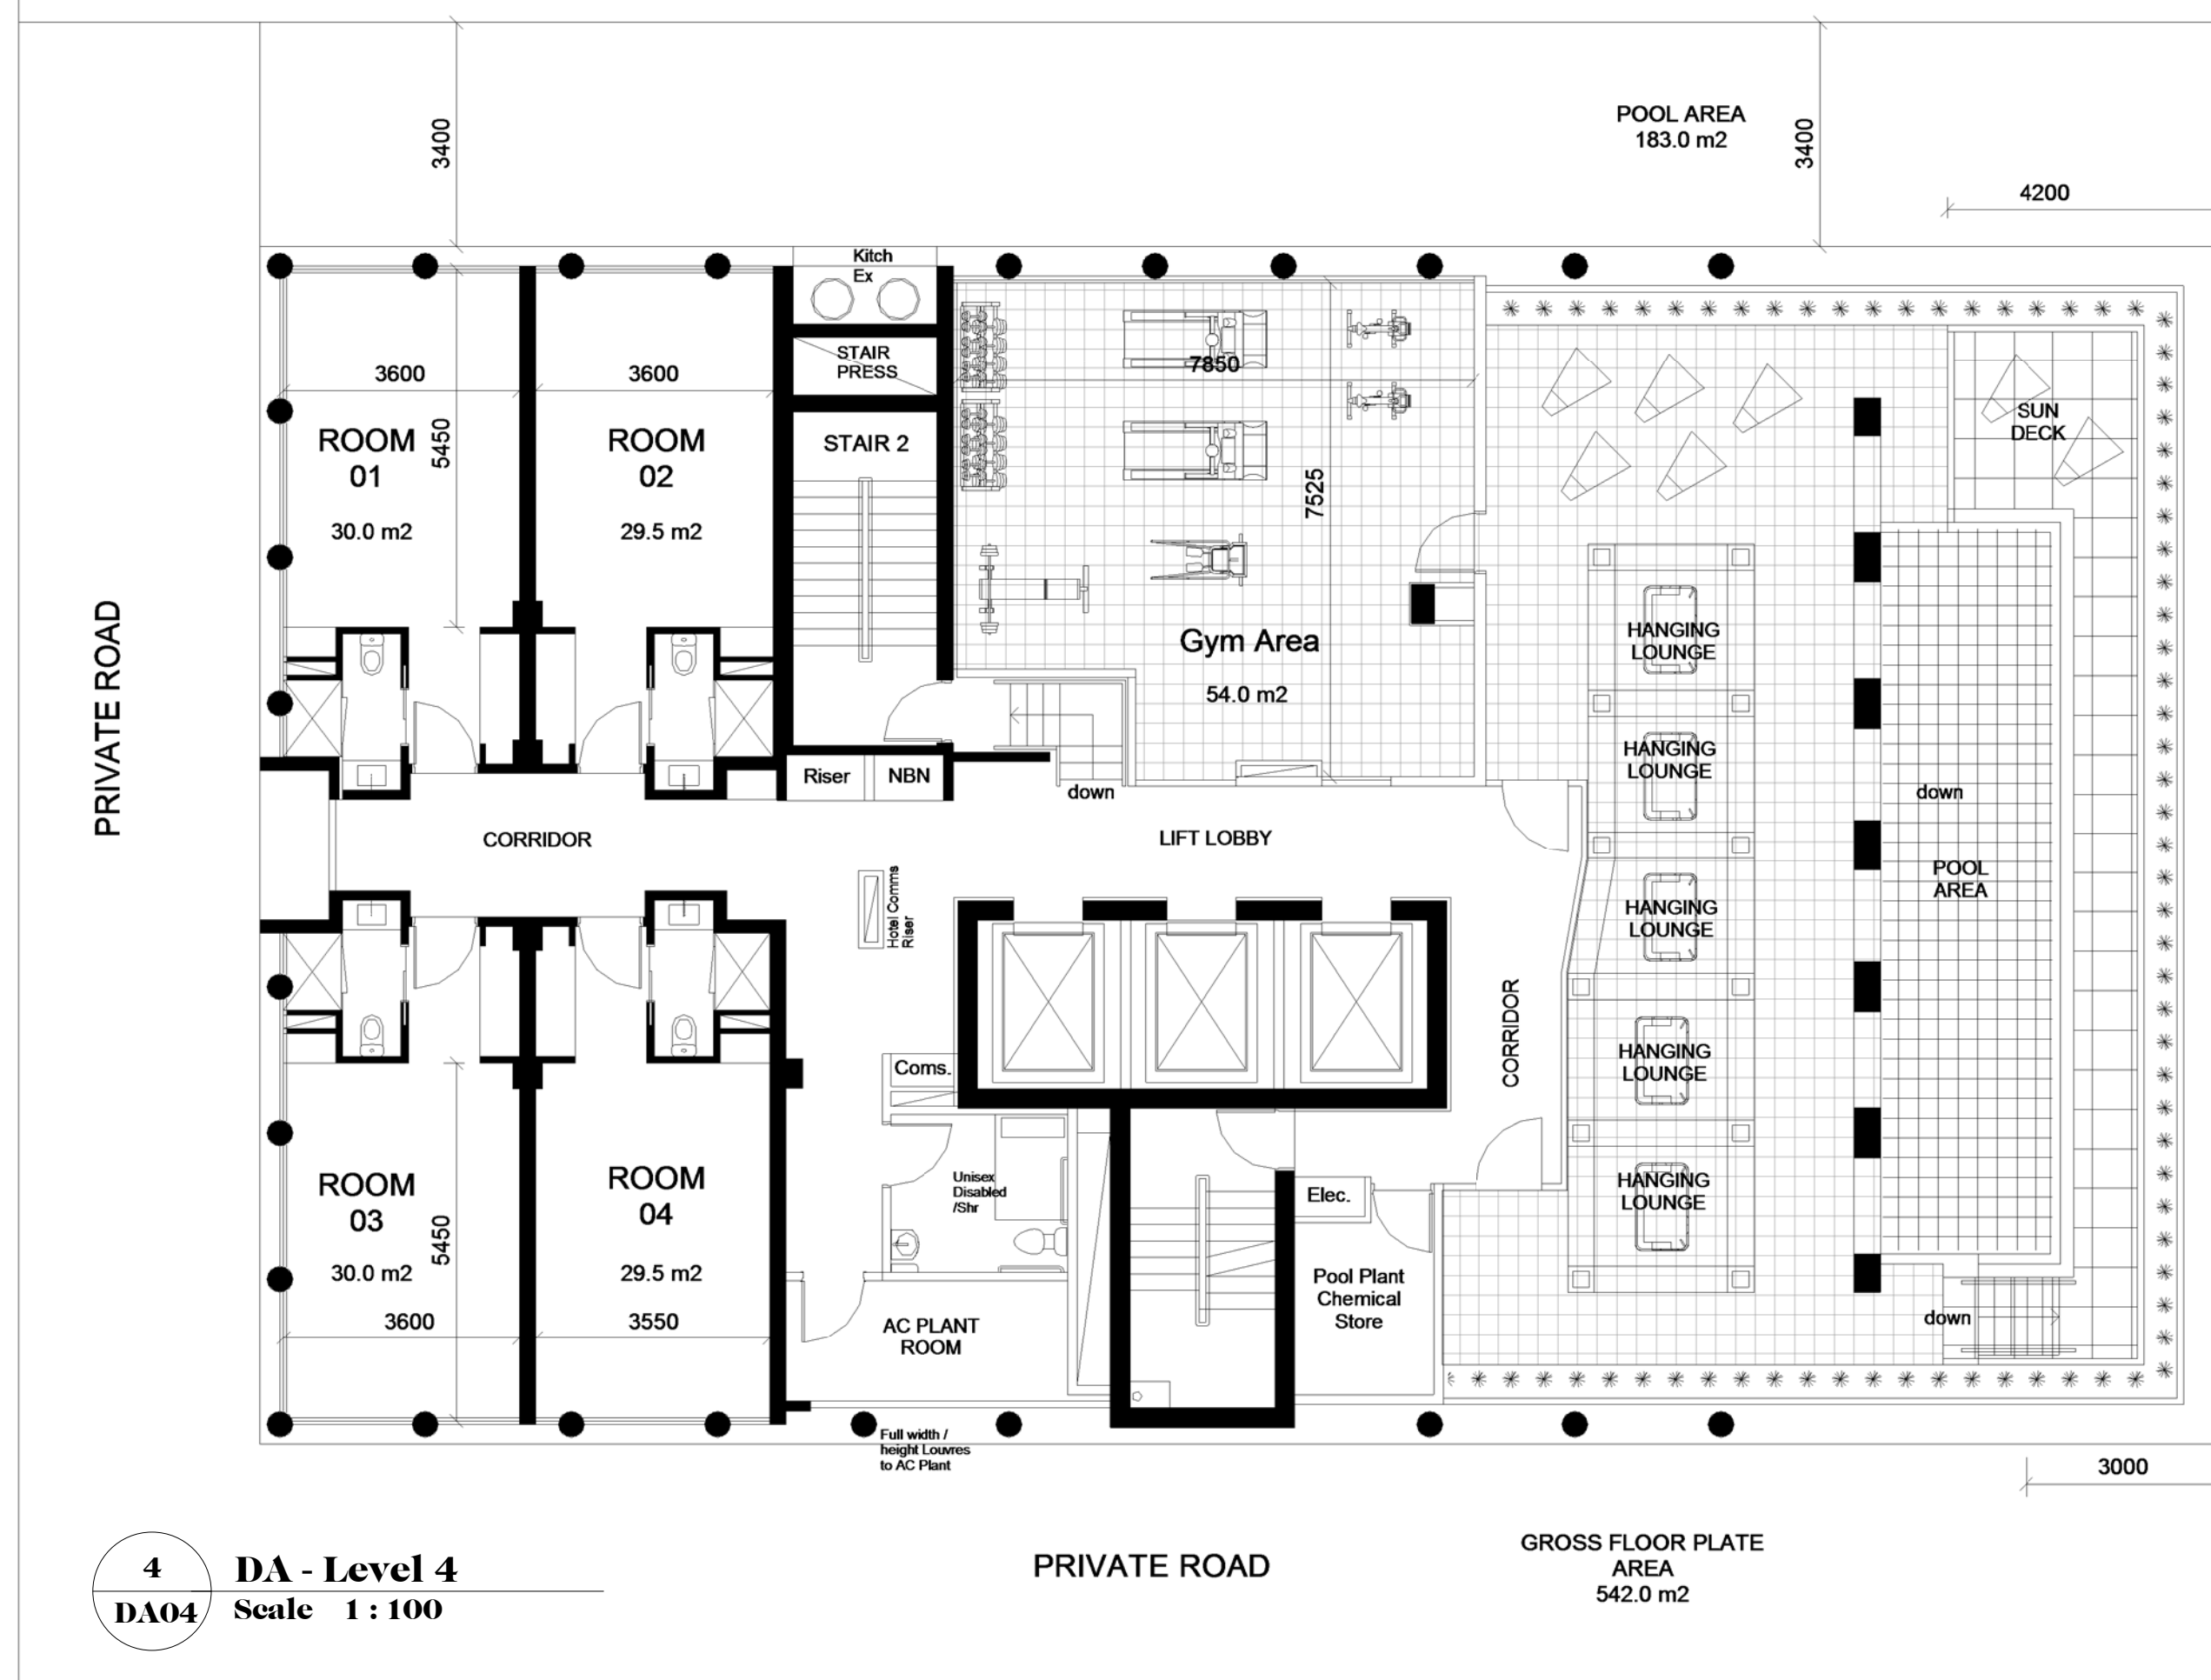 POOL AREA
183.0 m2
3400
3400
4200
Kitch
Ex
STAIR
PRESS
STAIR 2
3600
3600
5450
ROOM
01
30.0 m2
ROOM
02
29.5 m2
7850
7525
Gym Area
54.0 m2
SUN
DECK
HANGING
LOUNGE
HANGING
LOUNGE
HANGING
LOUNGE
HANGING
LOUNGE
HANGING
LOUNGE
down
POOL
AREA
down
PRIVATE ROAD
Riser
NBN
down
CORRIDOR
LIFT LOBBY
Hotel Comms
Riser
CORRIDOR
Coms.
Unisex
Disabled
/Shr
Elec.
Pool Plant
Chemical
Store
ROOM
03
30.0 m2
5450
3600
ROOM
04
29.5 m2
3550
AC PLANT
ROOM
Full width /
height Louvres
to AC Plant
3000
4
DA04
DA - Level 4
Scale 1 : 100
PRIVATE ROAD
GROSS FLOOR PLATE
AREA
542.0 m2